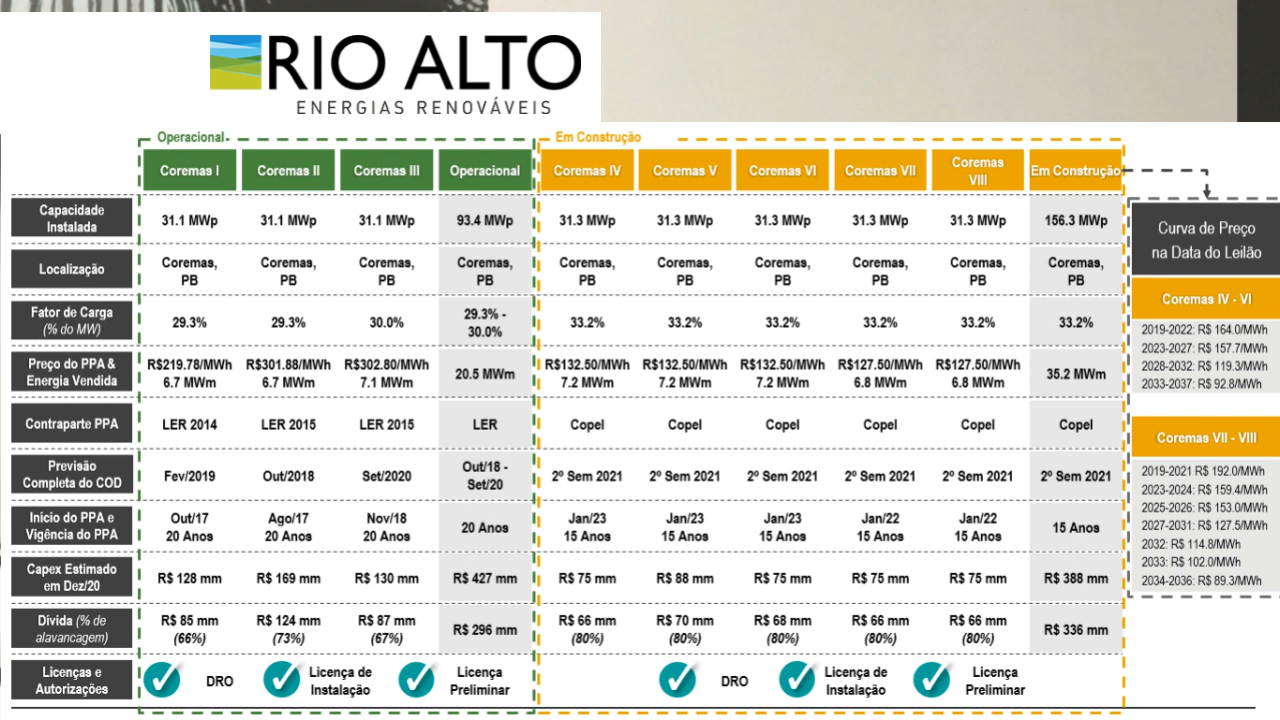 RIO ALTO
ENERGIAS RENOVÁVEIS
Operacional
Em Construção
Coremas I
Coremas II
Coremas III
Operacional
Coremas IV
Coremas V
Coremas VI
Coremas VII
Coremas
VIII
Em Construção
Capacidade
Instalada
31.1 MWp
31.1 MWp
31.1 MWp
93.4 MWp
31.3 MWp
31.3 MWp
31.3 MWp
31.3 MWp
31.3 MWp
156.3 MWp
Localização
Coremas,
PB
Coremas,
PB
Coremas,
PB
Coremas,
PB
Coremas,
PB
Coremas,
PB
Coremas,
PB
Coremas,
PB
Coremas,
PB
Coremas,
PB
Fator de Carga
(% do MW)
29.3%
29.3%
30.0%
29.3% -
30.0%
33.2%
33.2%
33.2%
33.2%
33.2%
33.2%
Preço do PPA &
Energia Vendida
R$219.78/MWh
6.7 MWm
R$301.88/MWh
6.7 MWm
R$302.80/MWh
7.1 MWm
20.5 MWm
R$132.50/MWh
7.2 MWm
R$132.50/MWh
7.2 MWm
R$132.50/MWh
7.2 MWm
R$127.50/MWh
6.8 MWm
R$127.50/MWh
6.8 MWm
35.2 MWm
Contraparte PPA
LER 2014
LER 2015
LER 2015
LER
Copel
Copel
Copel
Copel
Copel
Copel
Previsão
Completa do COD
Fev/2019
Out/2018
Set/2020
Out/18 -
Set/20
2º Sem 2021
2º Sem 2021
2º Sem 2021
2º Sem 2021
2º Sem 2021
2º Sem 2021
Início do PPA e
Vigência do PPA
Out/17
20 Anos
Ago/17
20 Anos
Nov/18
20 Anos
20 Anos
Jan/23
15 Anos
Jan/23
15 Anos
Jan/23
15 Anos
Jan/22
15 Anos
Jan/22
15 Anos
15 Anos
Capex Estimado
em Dez/20
R$ 128 mm
R$ 169 mm
R$ 130 mm
R$ 427 mm
R$ 75 mm
R$ 88 mm
R$ 75 mm
R$ 75 mm
R$ 75 mm
R$ 388 mm
Dívida (% de
alavancagem)
R$ 85 mm
(66%)
R$ 124 mm
(73%)
R$ 87 mm
(67%)
R$ 296 mm
R$ 66 mm
(80%)
R$ 70 mm
(80%)
R$ 68 mm
(80%)
R$ 66 mm
(80%)
R$ 66 mm
(80%)
R$ 336 mm
Licenças e
Autorizações
DRO
Licença de
Instalação
Licença
Preliminar
DRO
Licença de
Instalação
Licença
Preliminar
Curva de Preço
na Data do Leilão
Coremas IV - VI
2019-2022: R$ 164.0/MWh
2023-2027: R$ 157.7/MWh
2028-2032: R$ 119.3/MWh
2033-2037: R$ 92.8/MWh
Coremas VII - VIII
2019-2021 R$ 192.0/MWh
2023-2024: R$ 159.4/MWh
2025-2026: R$ 153.0/MWh
2027-2031: R$ 127.5/MWh
2032: R$ 114.8/MWh
2033: R$ 102.0/MWh
2034-2036: R$ 89.3/MWh